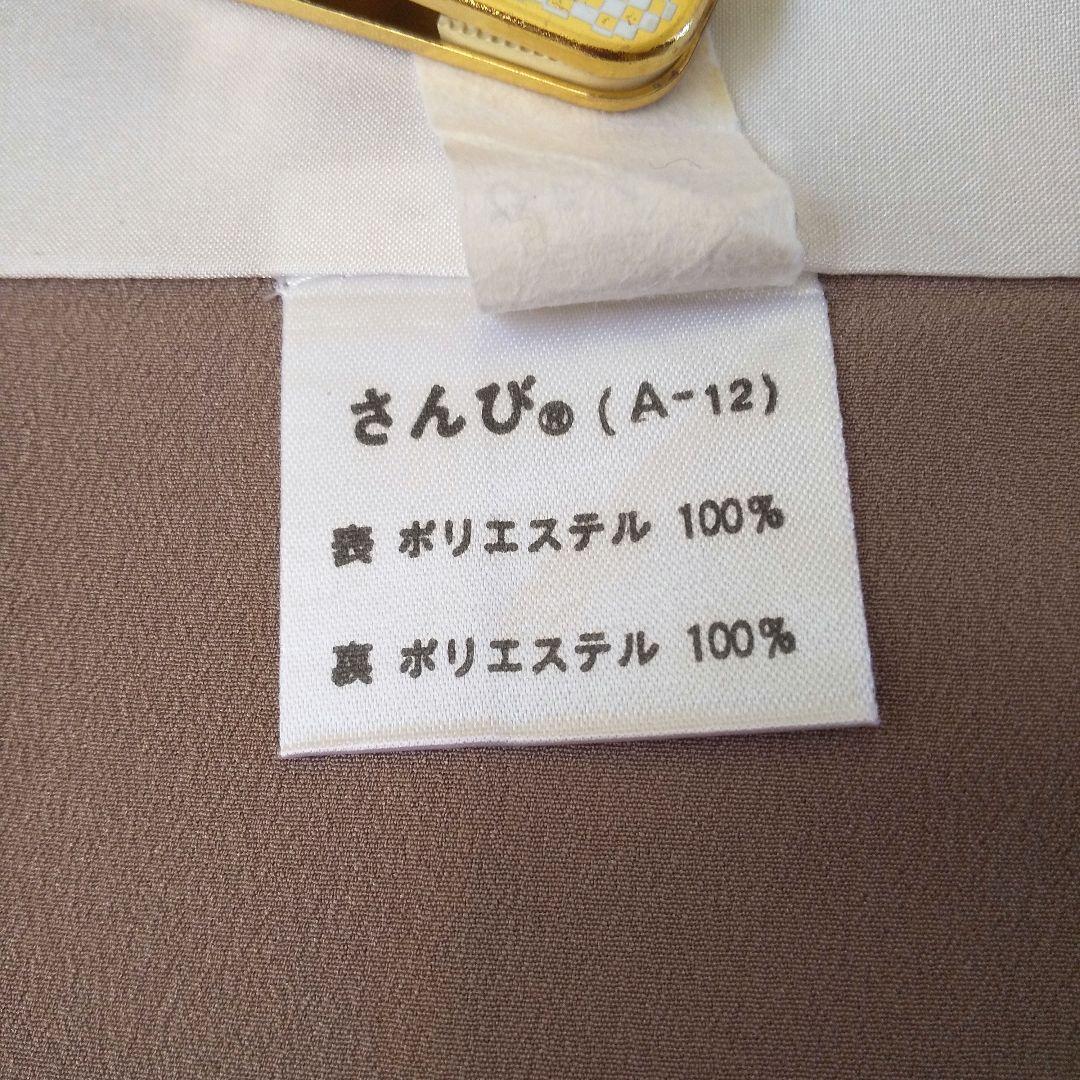 さんび® (A-12)
表 ポリエステル 100%
裏 ポリエステル 100%